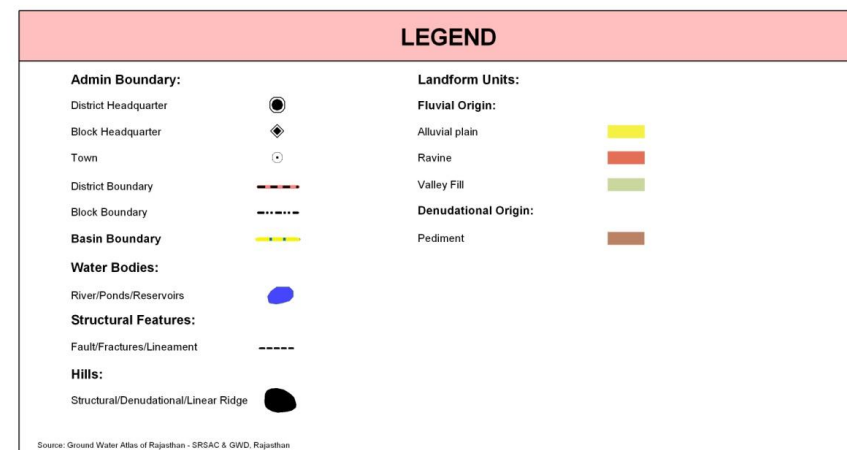 LEGEND
Admin Boundary:
District Headquarter
Block Headquarter
Town
District Boundary
Block Boundary
Basin Boundary
Water Bodies:
River/Ponds/Reservoirs
Structural Features:
Fault/Fractures/Lineament
Hills:
Structural/Denudational/Linear Ridge
Landform Units:
Fluvial Origin:
Alluvial plain
Ravine
Valley Fill
Denudational Origin:
Pediment
Source: Ground Water Atlas of Rajasthan - SRSAC & GWD, Rajasthan